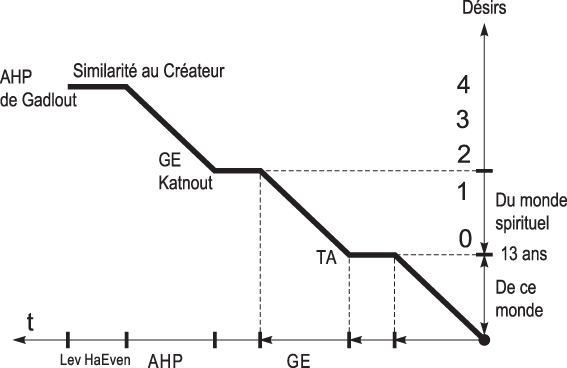 Désirs
AHP
de Gadlout
Similarité au Créateur
4
3
GE
Katnout
2
1
Du monde
spirituel
0
TA
13 ans
De ce
monde
t
Lev HaEven
AHP
GE